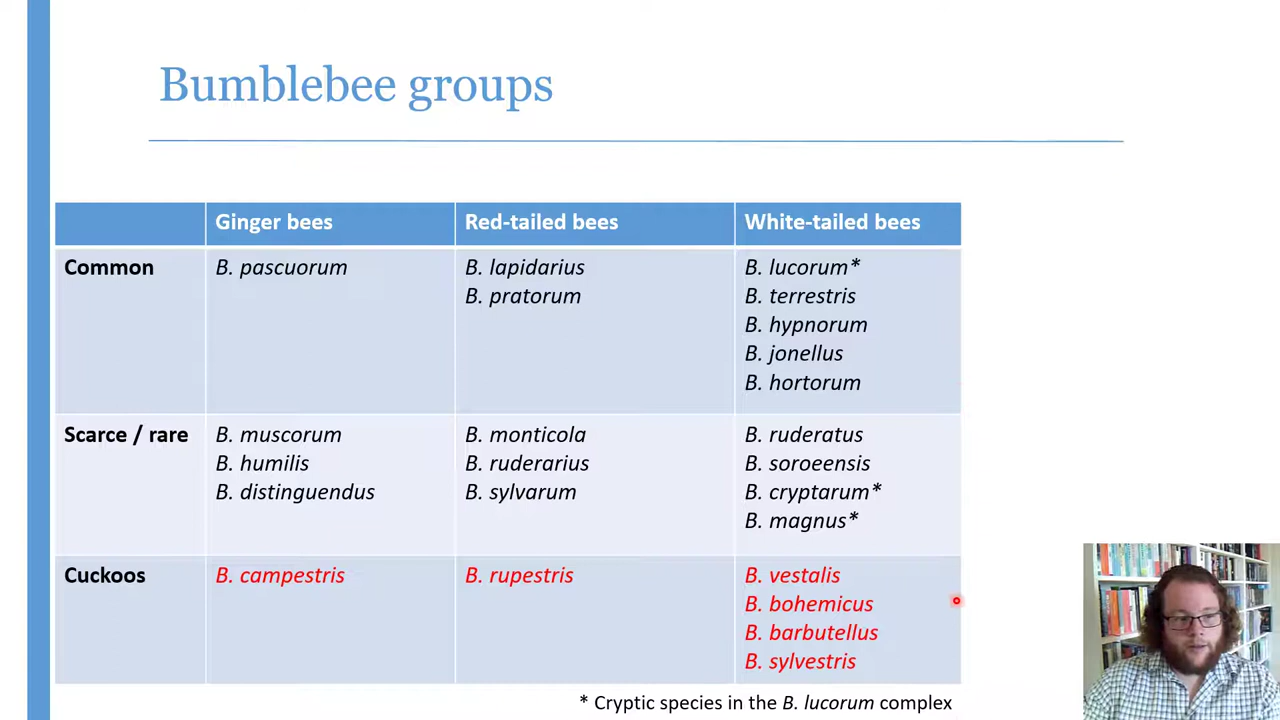 Bumblebee groups
Ginger bees Red-tailed bees White-tailed bees
Common B. pascuorum B. lapidarius B. lucorum*
B. pratorum B. terrestris
B. hypnorum
B. jonellus
B. hortorum
Scarce / rare B. muscorum B. monticola B. ruderatus
B. humilis B. ruderarius B. soroeensis
B. distinguendus B. sylvarum B. cryptarum*
B. magnus*
Cuckoos B. campestris B. rupestris B. vestalis
B. bohemicus
B. barbutellus
B. sylvestris
* Cryptic species in the B. lucorum complex